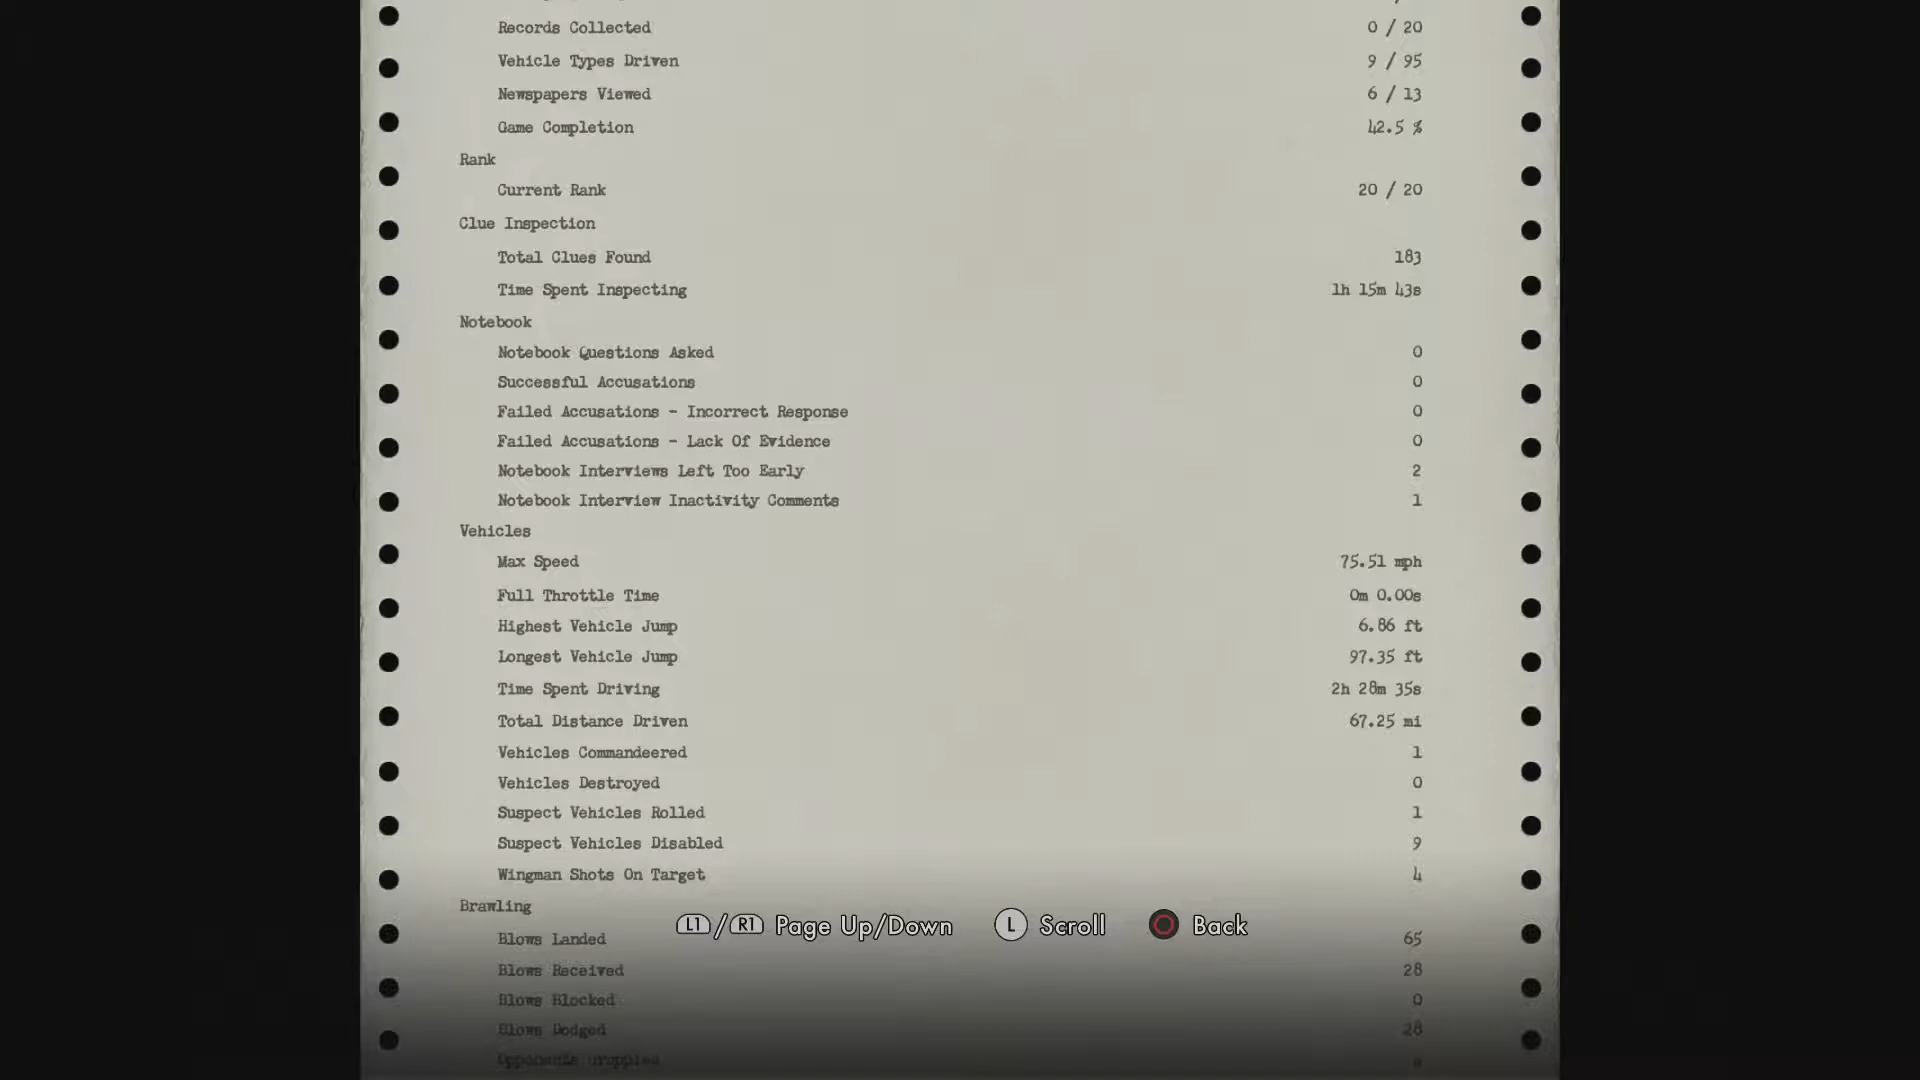 Records Collected 0 / 20
Vehicle Types Driven 9 / 95
Newspapers Viewed 6 / 13
Game Completion 42.5 %
Rank
Current Rank 20 / 20
Clue Inspection
Total Clues Found 183
Time Spent Inspecting 1h 15m 43s
Notebook
Notebook Questions Asked 0
Successful Accusations 0
Failed Accusations - Incorrect Response 0
Failed Accusations - Lack Of Evidence 0
Notebook Interviews Left Too Early 2
Notebook Interview Inactivity Comments 1
Vehicles
Max Speed 75.51 mph
Full Throttle Time 0m 0.00s
Highest Vehicle Jump 6.86 ft
Longest Vehicle Jump 97.35 ft
Time Spent Driving 2h 28m 35s
Total Distance Driven 67.25 mi
Vehicles Commandeered 1
Vehicles Destroyed 0
Suspect Vehicles Rolled 1
Suspect Vehicles Disabled 9
Wingman Shots On Target 4
Brawling
L1 / R1 Page Up/Down L Scroll Back
Blows Landed 65
Blows Received 28
Blows Blocked 0
Blows Dodged 28
Opponents